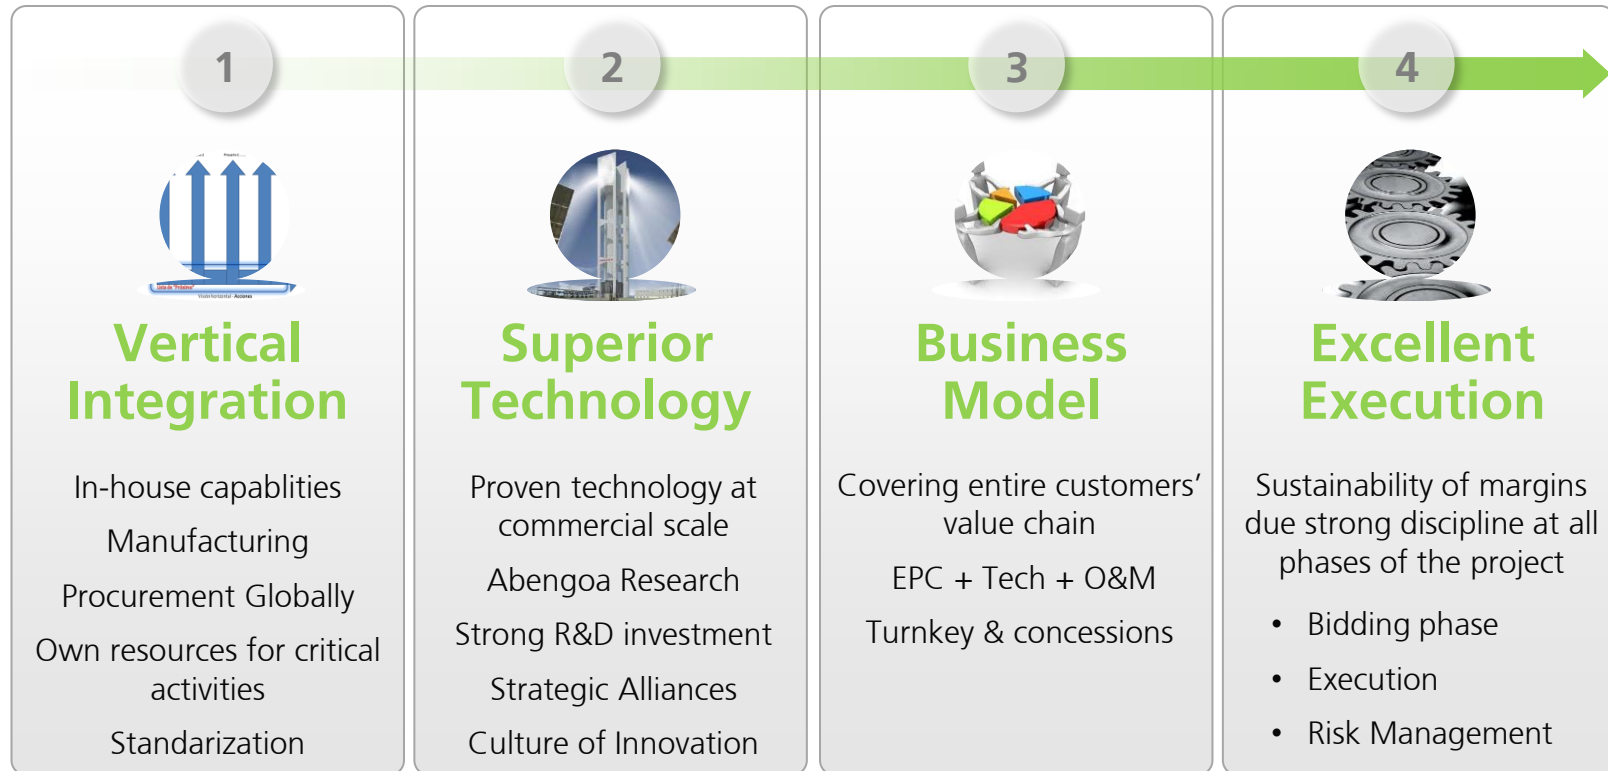 1
Vertical
Integration
In-house capablities
Manufacturing
Procurement Globally
Own resources for critical
activities
Standarization
2
Superior
Technology
Proven technology at
commercial scale
Abengoa Research
Strong R&D investment
Strategic Alliances
Culture of Innovation
3
Business
Model
Covering entire customers’
value chain
EPC + Tech + O&M
Turnkey & concessions
4
Excellent
Execution
Sustainability of margins
due strong discipline at all
phases of the project
• Bidding phase
• Execution
• Risk Management